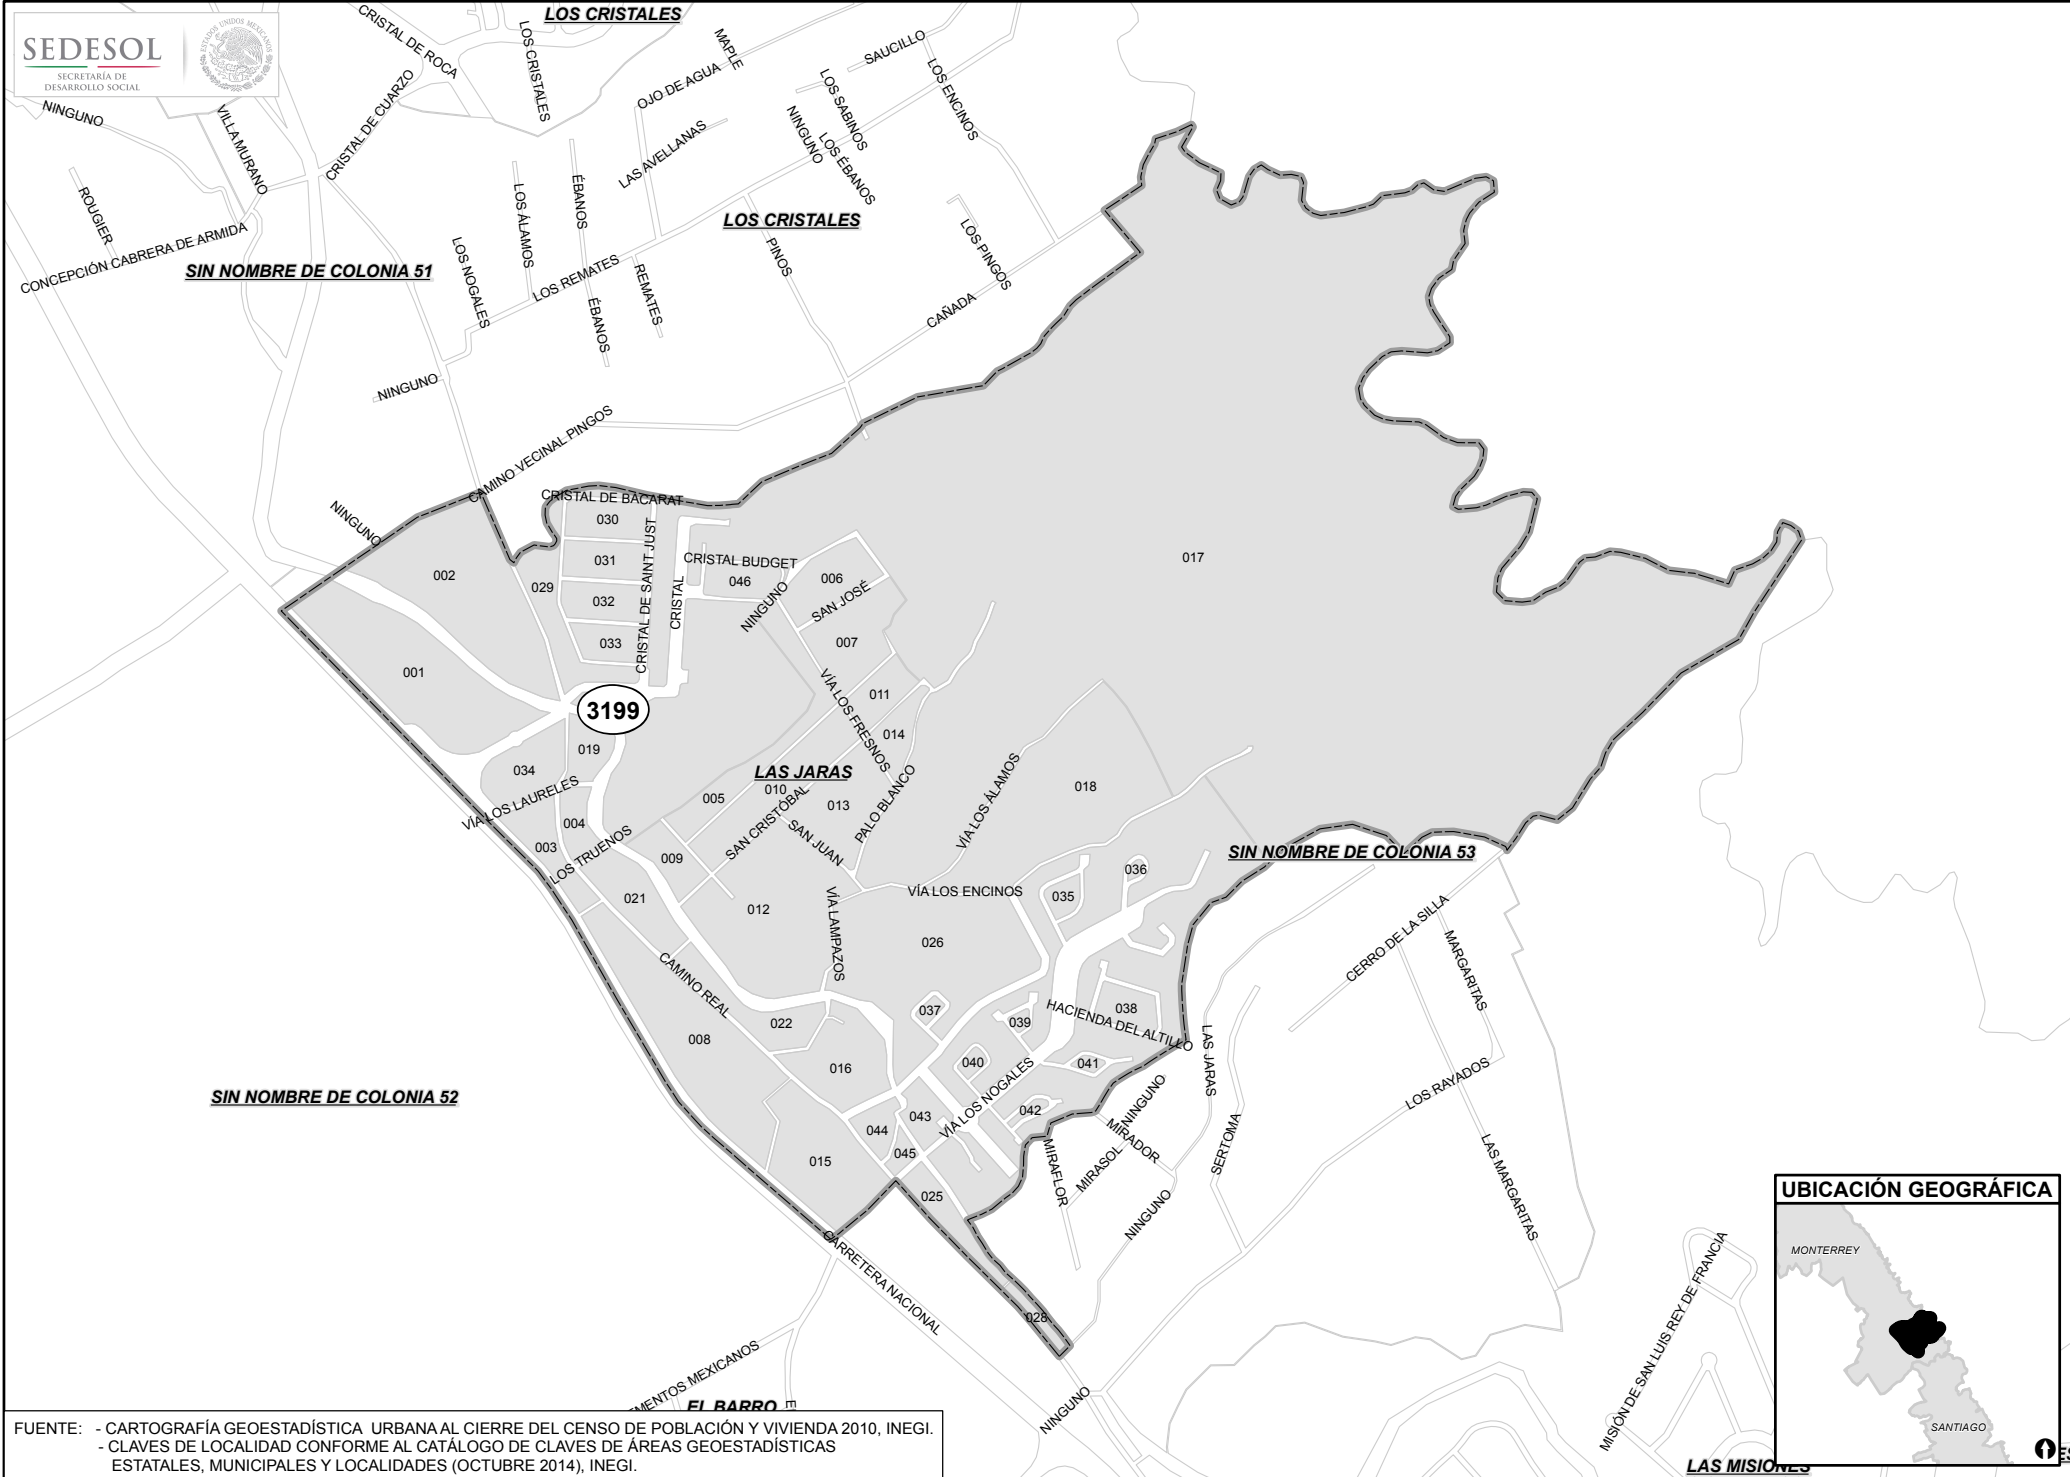 LOS CRISTALES
SEDESOL
SECRETARÍA DE
DESARROLLO SOCIAL
ESTADOS UNIDOS MEXICANOS
CRISTAL DE ROCA
LOS CRISTALES
MAPLE
SAUCILLO
OJO DE AGUA
LOS SABINOS
LOS ENCINOS
NINGUNO
VILLA MURANO
CRISTAL DE CUARZO
LAS AVELLANAS
NINGUNO
LOS ÉBANOS
ROUGIER
LOS ÁLAMOS
ÉBANOS
LOS CRISTALES
CONCEPCIÓN CABRERA DE ARMIDA
SIN NOMBRE DE COLONIA 51
LOS NOGALES
LOS REMATES
REMATES
PINOS
LOS PINGOS
ÉBANOS
CAÑADA
NINGUNO
CAMINO VECINAL PINGOS
NINGUNO
CRISTAL DE BACARAT
030
031
032
033
029
002
001
CRISTAL DE SAINT JUST
CRISTAL
CRISTAL BUDGET
046
006
NINGUNO
SAN JOSÉ
007
017
3199
VÍA LOS FRESNOS
011
014
019
034
VÍA LOS LAURELES
LAS JARAS
010
005
013
SAN CRISTÓBAL
SAN JUAN
PALO BLANCO
VÍA LOS ÁLAMOS
018
004
003
LOS TRUENOS
009
021
012
VÍA LAMPAZOS
VÍA LOS ENCINOS
SIN NOMBRE DE COLONIA 53
035
036
026
CERRO DE LA SILLA
MARGARITAS
CAMINO REAL
037
039
HACIENDA DEL ALTILLO
038
022
008
016
040
041
VÍA LOS NOGALES
LAS JARAS
LOS RAYADOS
SIN NOMBRE DE COLONIA 52
042
043
044
045
NINGUNO
MIRADOR
MIRASOL
MIRAFLOR
SERTOMA
LAS MARGARITAS
015
025
NINGUNO
CARRETERA NACIONAL
028
UBICACIÓN GEOGRÁFICA
MONTERREY
SANTIAGO
MISIÓN DE SAN LUIS REY DE FRANCIA
EMENTOS MEXICANOS
EL BARRO
NINGUNO
LAS MISIONES
FUENTE: - CARTOGRAFÍA GEOESTADÍSTICA URBANA AL CIERRE DEL CENSO DE POBLACIÓN Y VIVIENDA 2010, INEGI.
- CLAVES DE LOCALIDAD CONFORME AL CATÁLOGO DE CLAVES DE ÁREAS GEOESTADÍSTICAS
ESTATALES, MUNICIPALES Y LOCALIDADES (OCTUBRE 2014), INEGI.